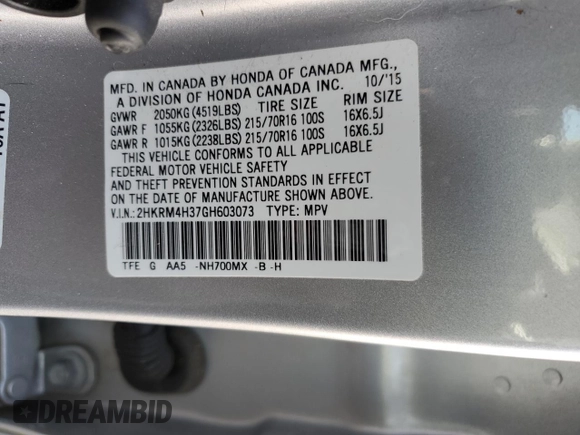 MFD. IN CANADA BY HONDA OF CANADA MFG.,
A DIVISION OF HONDA CANADA INC. 10/'15
GVWR 2050KG (4519LBS) TIRE SIZE RIM SIZE
GAWR F 1055KG (2326LBS) 215/70R16 100S 16X6.5J
GAWR R 1015KG (2238LBS) 215/70R16 100S 16X6.5J
THIS VEHICLE CONFORMS TO ALL APPLICABLE
FEDERAL MOTOR VEHICLE SAFETY
AND THEFT PREVENTION STANDARDS IN EFFECT
ON THE DATE OF MANUFACTURE SHOWN ABOVE.
V.I.N.:2HKRM4H37GH603073 TYPE: MPV
TFE G AA5 -NH700MX -B -H
DREAMBID